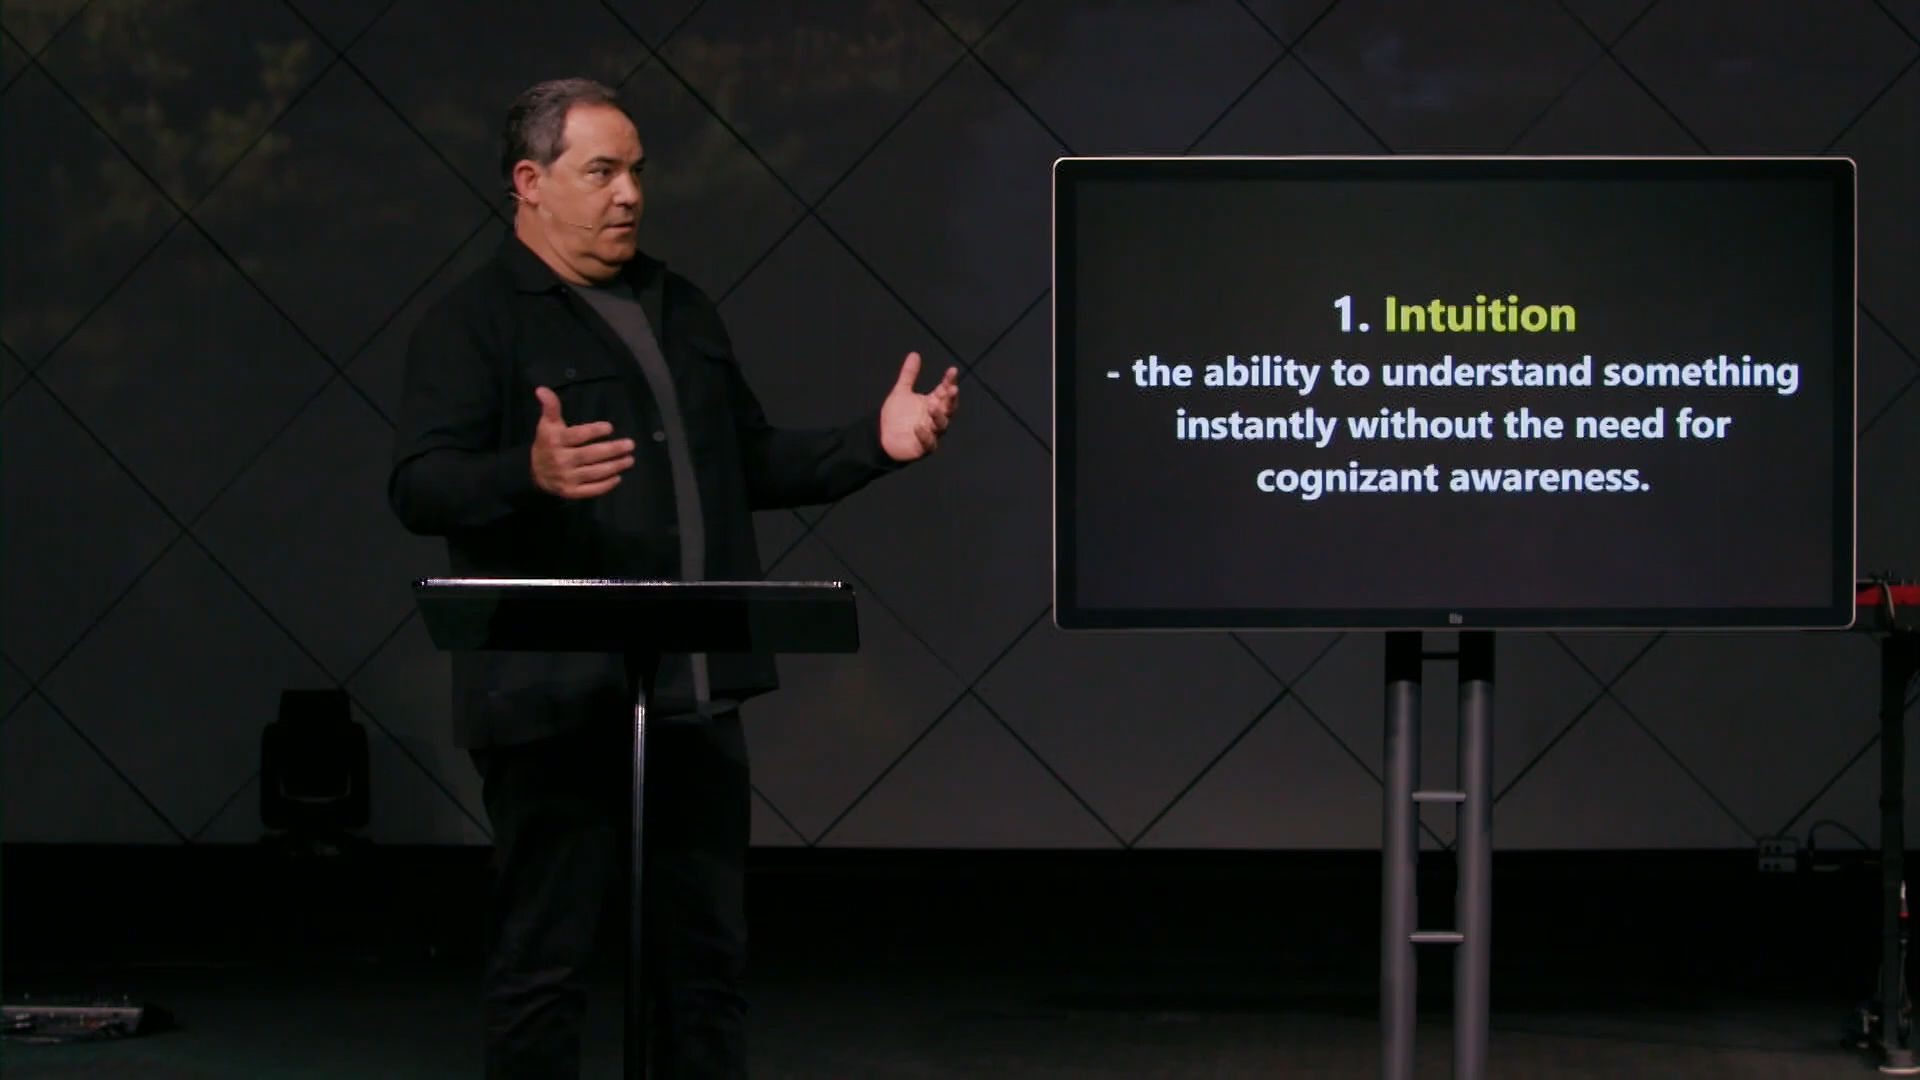 1. Intuition
- the ability to understand something
instantly without the need for
cognizant awareness.